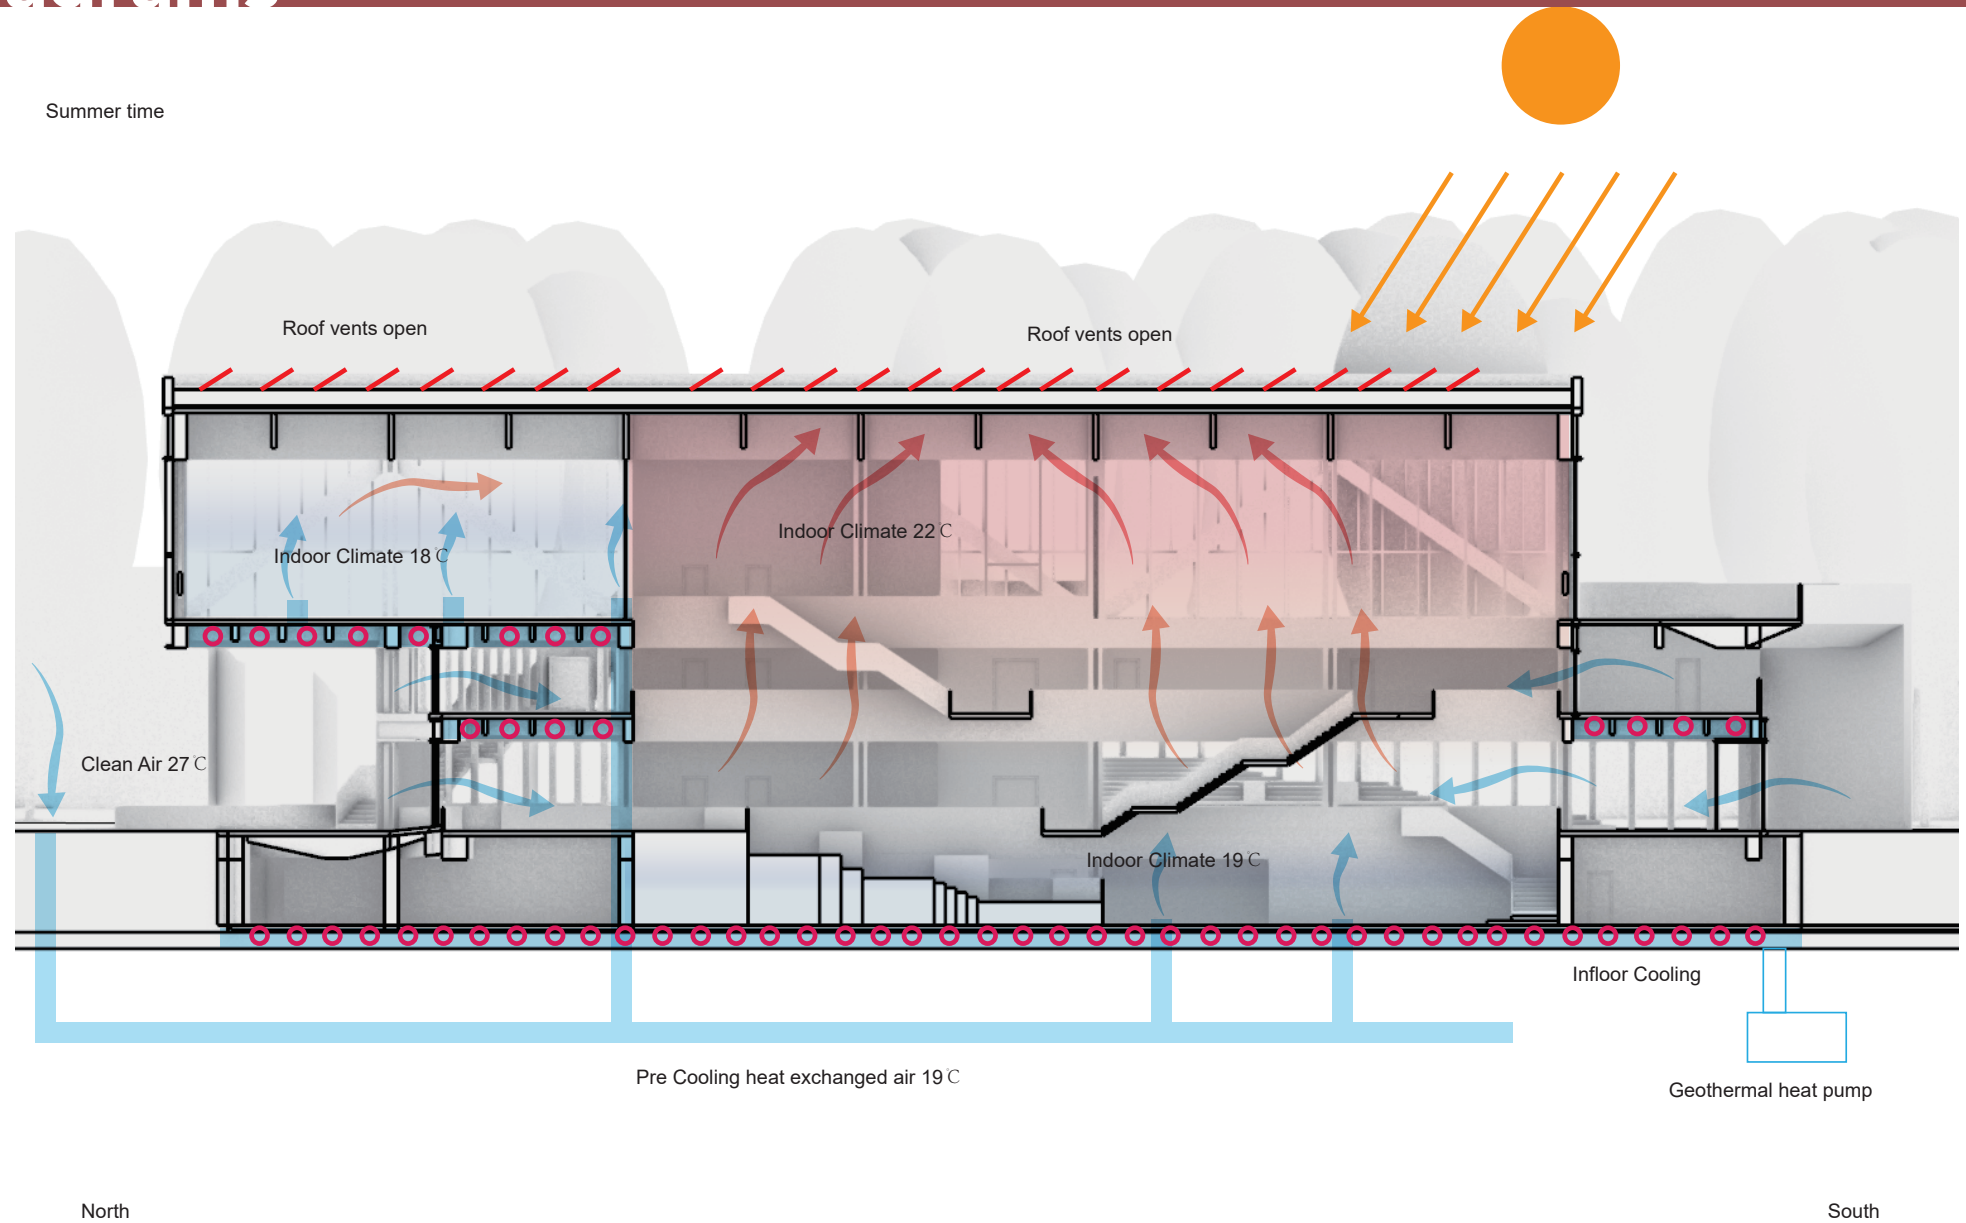 Summer time
Roof vents open
Roof vents open
Indoor Climate 22℃
Indoor Climate 18℃
Clean Air 27℃
Indoor Climate 19℃
Infloor Cooling
Pre Cooling heat exchanged air 19℃
Geothermal heat pump
North
South